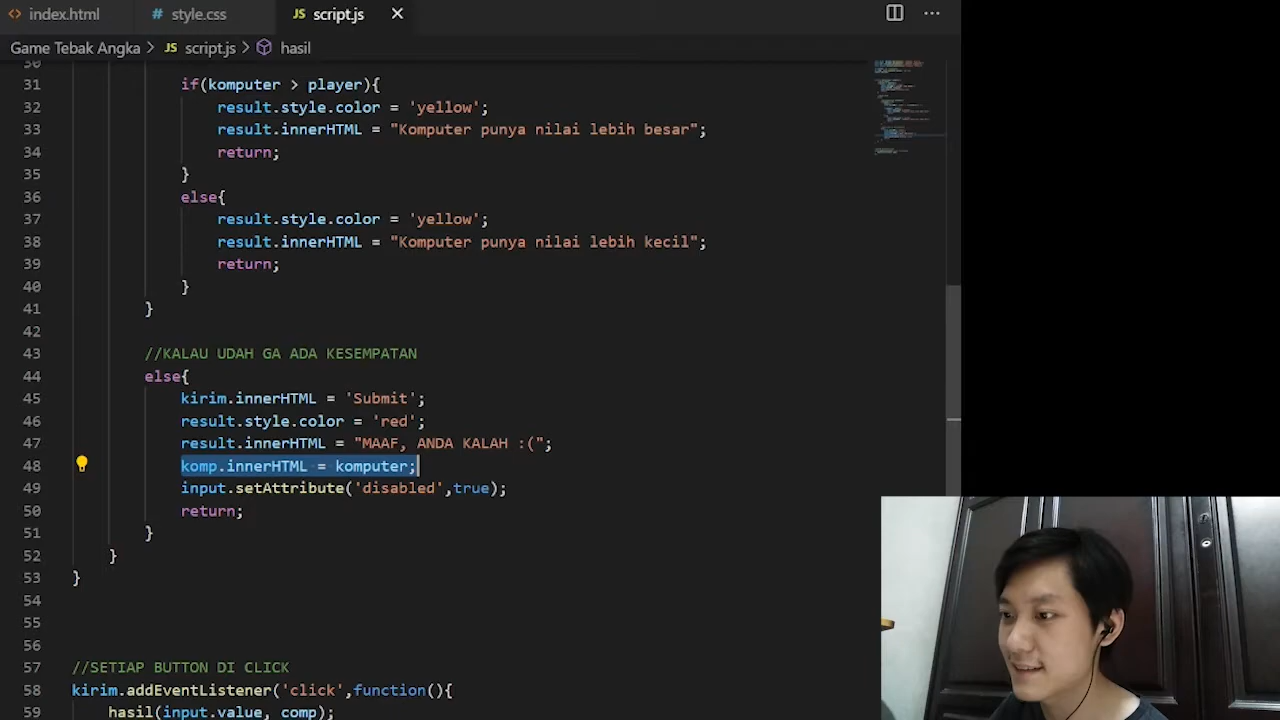 index.html
# style.css
JS script.js
Game Tebak Angka > JS script.js > hasil
30
31 if(komputer > player){
32 result.style.color = 'yellow';
33 result.innerHTML = "Komputer punya nilai lebih besar";
34 return;
35 }
36 else{
37 result.style.color = 'yellow';
38 result.innerHTML = "Komputer punya nilai lebih kecil";
39 return;
40 }
41 }
42
43 //KALAU UDAH GA ADA KESEMPATAN
44 else{
45 kirim.innerHTML = 'Submit';
46 result.style.color = 'red';
47 result.innerHTML = "MAAF, ANDA KALAH :(";
48 komp.innerHTML = komputer;
49 input.setAttribute('disabled',true);
50 return;
51 }
52 }
53 }
54
55
56
57 //SETIAP BUTTON DI CLICK
58 kirim.addEventListener('click',function(){
59 hasil(input.value, comp);